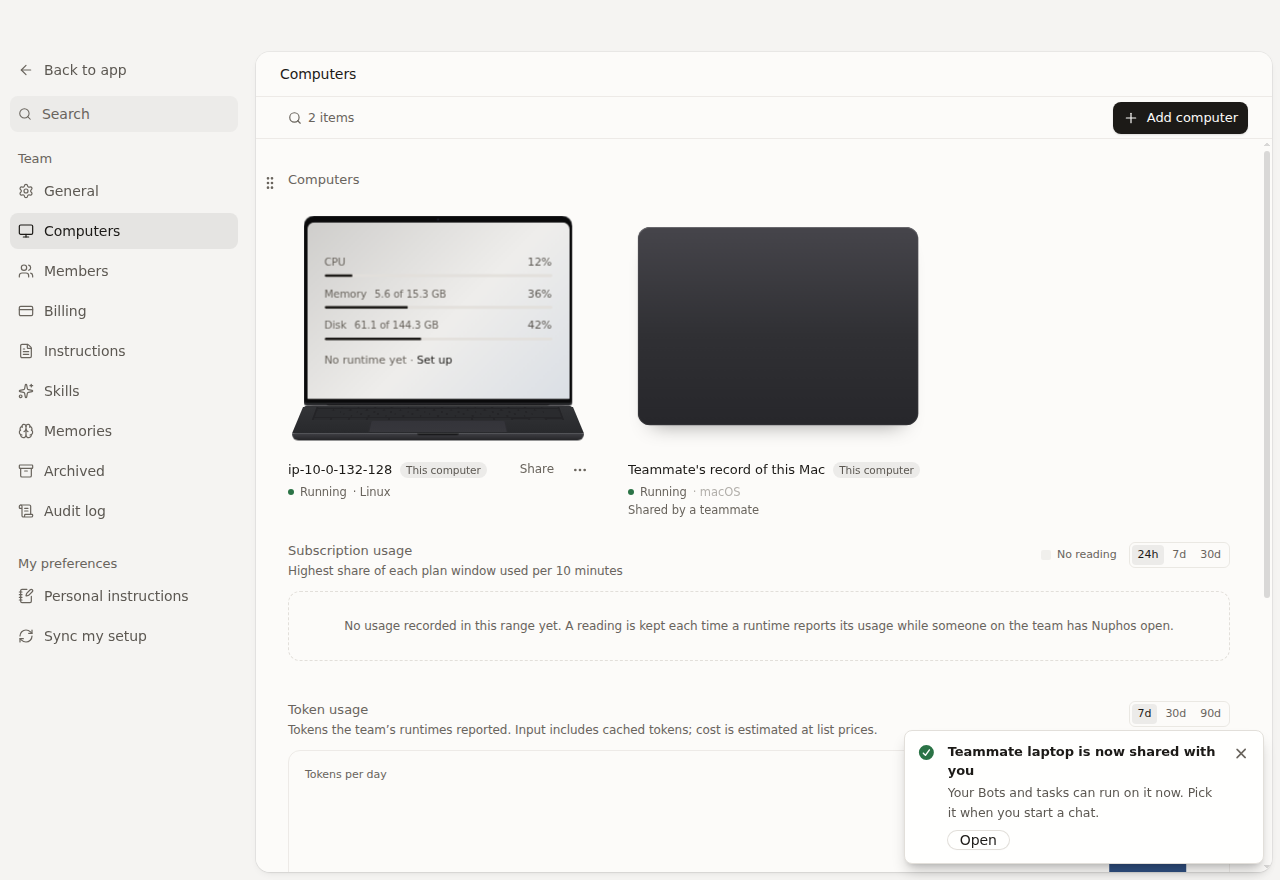 Back to app
Search
Team
General
Computers
Members
Billing
Instructions
Skills
Memories
Archived
Audit log
My preferences
Personal instructions
Sync my setup
Computers
2 items
Add computer
Computers
CPU 12%
Memory 5.6 of 15.3 GB 36%
Disk 61.1 of 144.3 GB 42%
No runtime yet · Set up
ip-10-0-132-128 This computer Share
Running · Linux
Teammate's record of this Mac This computer
Running · macOS
Shared by a teammate
Subscription usage
Highest share of each plan window used per 10 minutes
No reading 24h 7d 30d
No usage recorded in this range yet. A reading is kept each time a runtime reports its usage while someone on the team has Nuphos open.
Token usage
Tokens the team’s runtimes reported. Input includes cached tokens; cost is estimated at list prices.
7d 30d 90d
Tokens per day
Teammate laptop is now shared with
you
Your Bots and tasks can run on it now. Pick
it when you start a chat.
Open